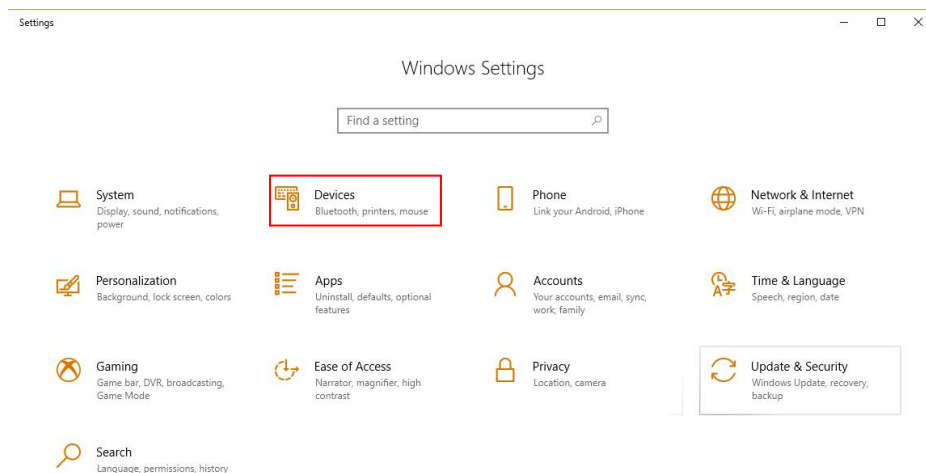 Settings
Windows Settings
Find a setting
System
Display, sound, notifications,
power
Devices
Bluetooth, printers, mouse
Phone
Link your Android, iPhone
Network & Internet
Wi-Fi, airplane mode, VPN
Personalization
Background, lock screen, colors
Apps
Uninstall, defaults, optional
features
Accounts
Your accounts, email, sync,
work, family
Time & Language
Speech, region, date
Gaming
Game bar, DVR, broadcasting,
Game Mode
Ease of Access
Narrator, magnifier, high
contrast
Privacy
Location, camera
Update & Security
Windows Update, recovery,
backup
Search
Language, permissions, history